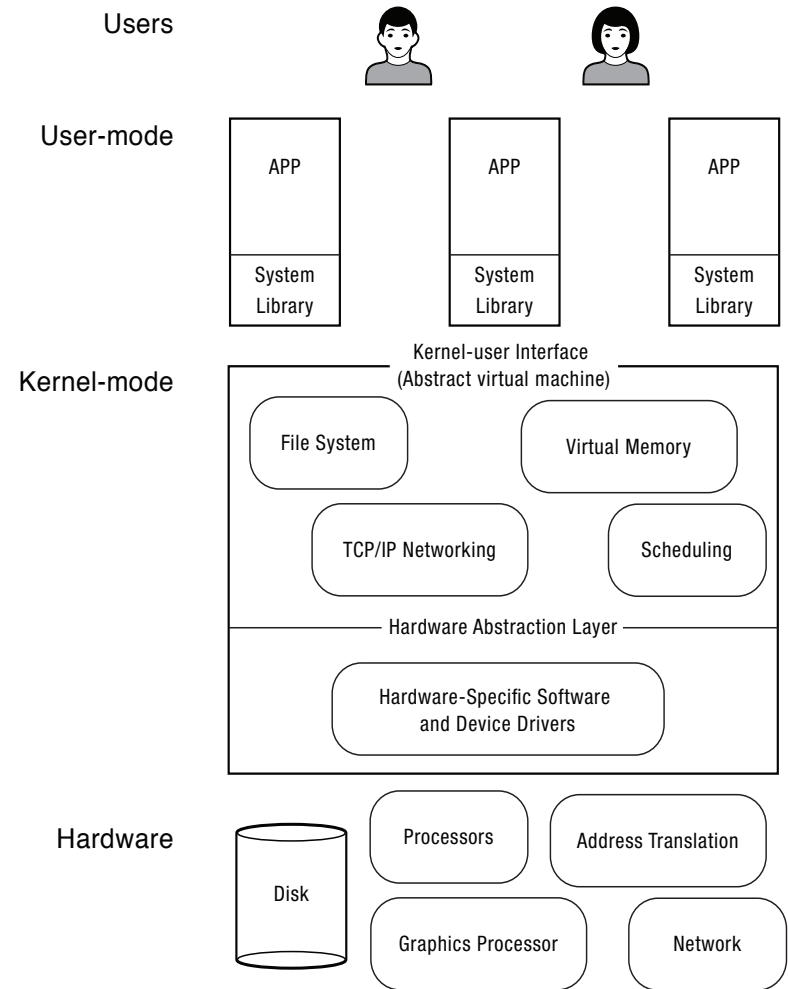 Users
User-mode
APP
APP
APP
System
Library
System
Library
System
Library
Kernel-mode
Kernel-user Interface
(Abstract virtual machine)
File System
Virtual Memory
TCP/IP Networking
Scheduling
Hardware Abstraction Layer
Hardware-Specific Software
and Device Drivers
Hardware
Disk
Processors
Address Translation
Graphics Processor
Network